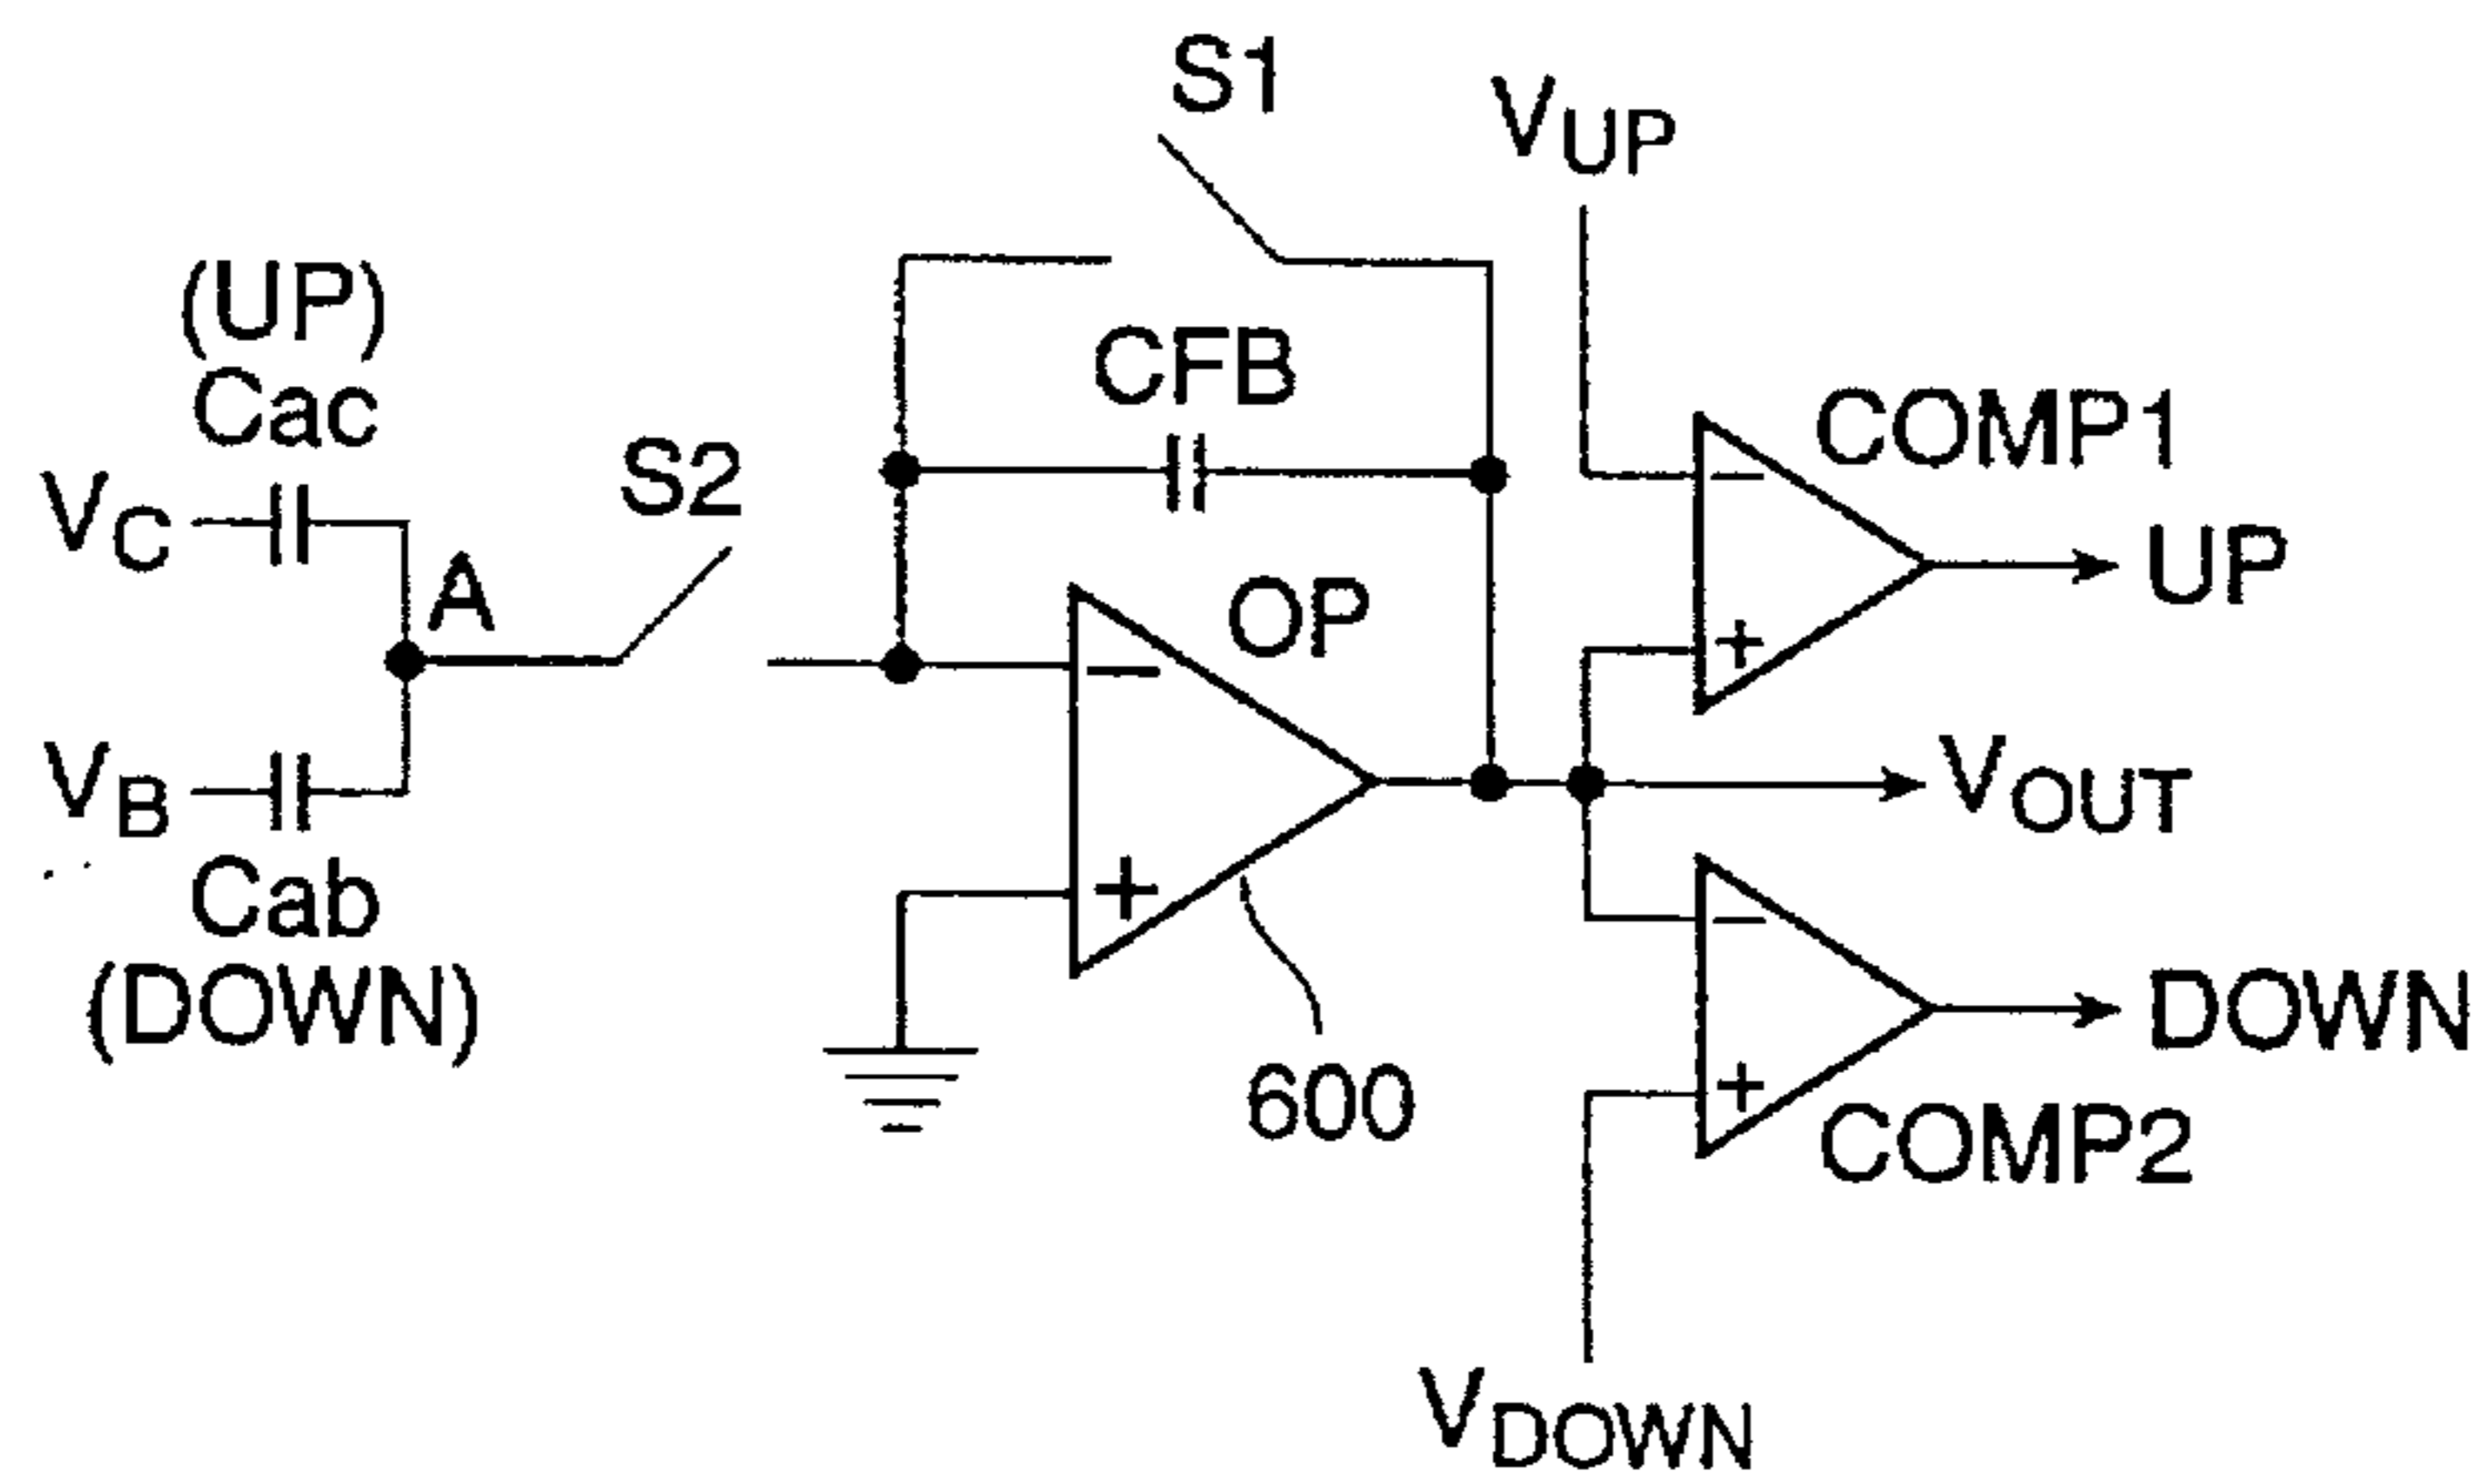 S1
VUP
(UP)
Cac
CFB
COMP1
VC
S2
A
OP
UP
VB
VOUT
Cab
(DOWN)
DOWN
600
COMP2
VDOWN